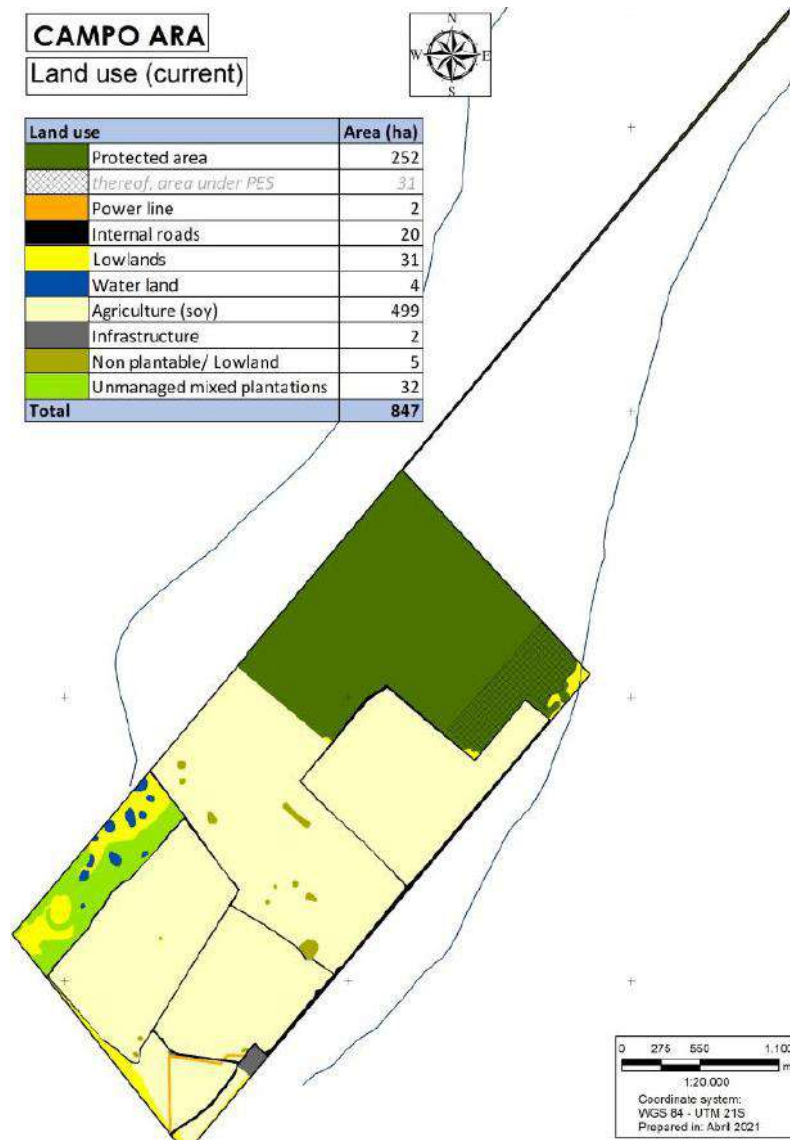 CAMPO ARA
Land use (current)
N
W E
S
Land use Area (ha)
Protected area 252
thereof, area under PES 31
Power line 2
Internal roads 20
Lowlands 31
Water land 4
Agriculture (soy) 499
Infrastructure 2
Non plantable/ Lowland 5
Unmanaged mixed plantations 32
Total 847
0 275 550 1.100
m
1:20.000
Coordinate system:
WGS 84 - UTM 21S
Prepared in: Abril 2021